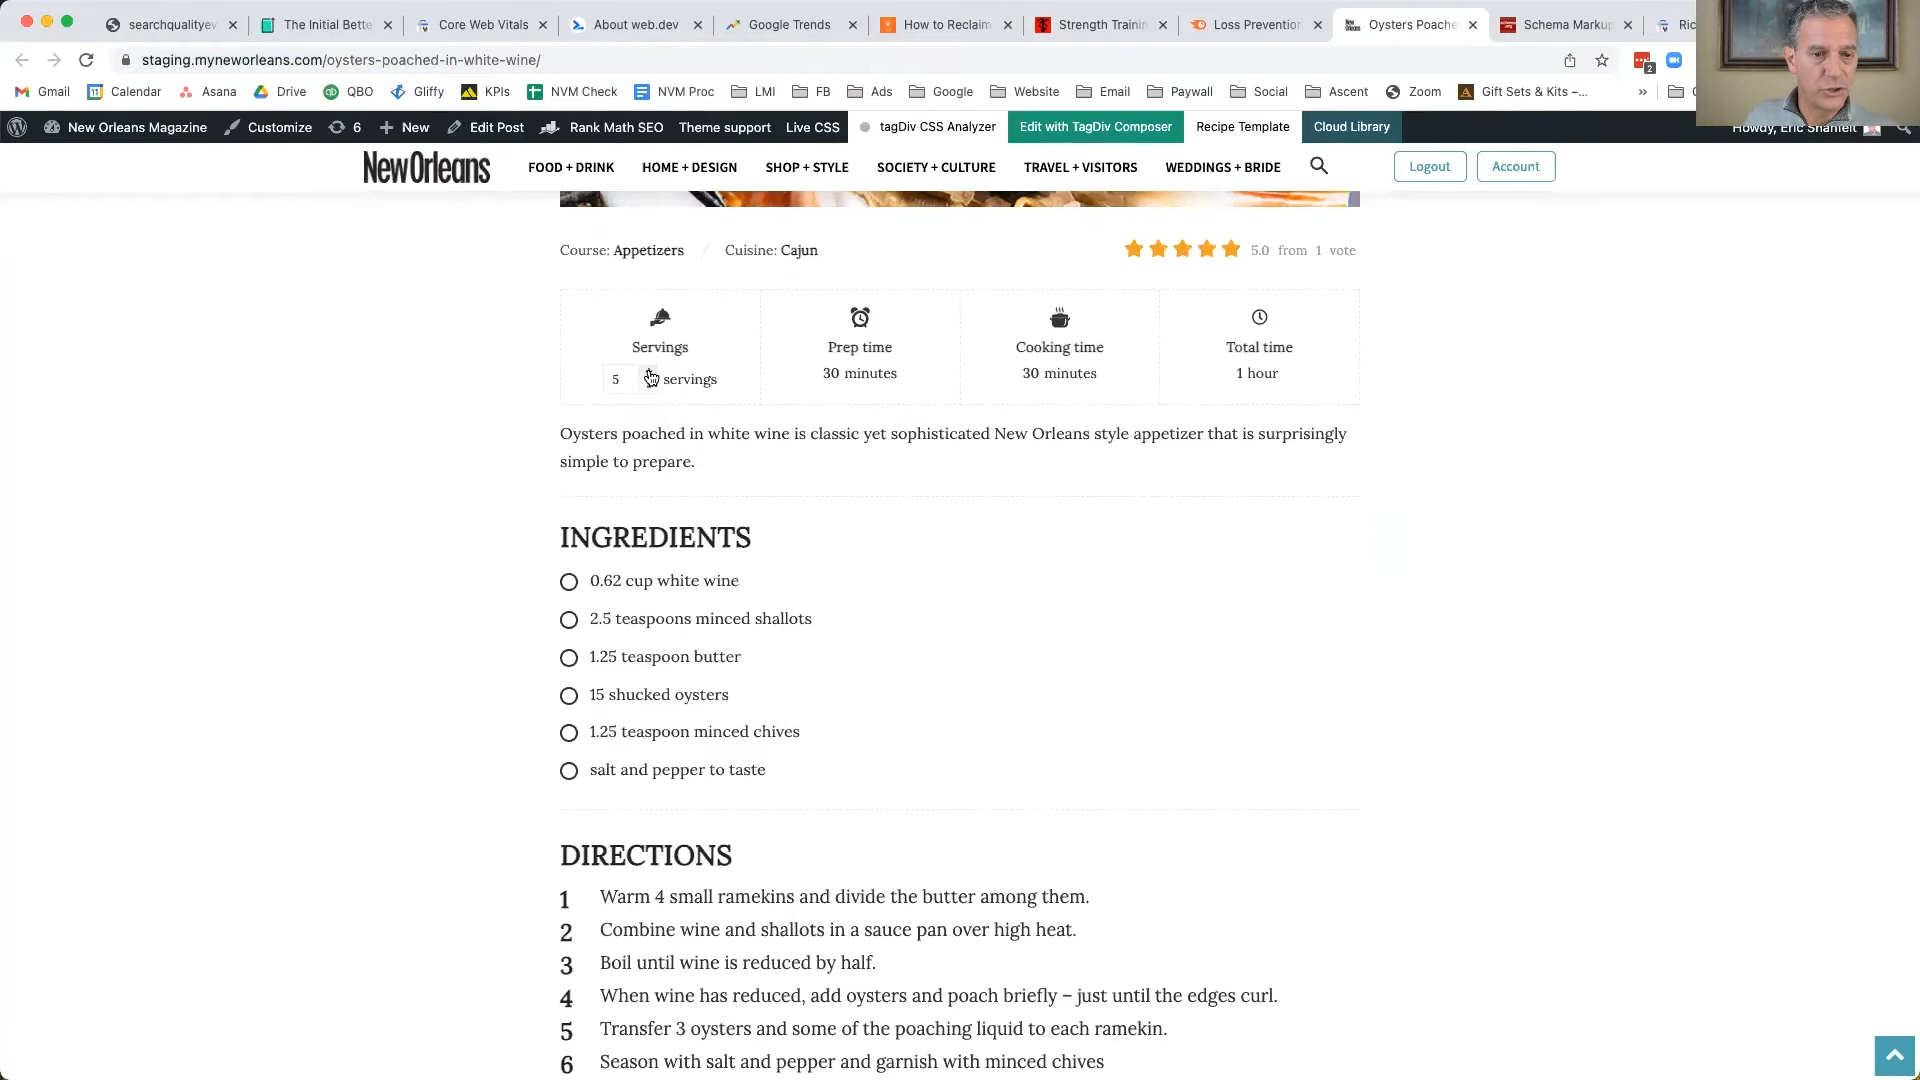 searchqualityev
The Initial Bette
Core Web Vitals
About web.dev
Google Trends
How to Reclaim
Strength Trainin
Loss Prevention
Oysters Poache
Schema Markup
Ric
staging.myneworleans.com/oysters-poached-in-white-wine/
2
Gmail
11
Calendar
Asana
Drive
qb
QBO
Gliffy
KPIs
NVM Check
NVM Proc
LMI
FB
Ads
Google
Website
Email
Paywall
Social
Ascent
Zoom
A
Gift Sets & Kits –...
»
New Orleans Magazine
Customize
6
New
Edit Post
Rank Math SEO
Theme support
Live CSS
tagDiv CSS Analyzer
Edit with TagDiv Composer
Recipe Template
Cloud Library
Howdy, Eric Shanfelt
New Orleans
FOOD + DRINK
HOME + DESIGN
SHOP + STYLE
SOCIETY + CULTURE
TRAVEL + VISITORS
WEDDINGS + BRIDE
Logout
Account
Course: Appetizers / Cuisine: Cajun
5.0 from 1 vote
Servings
5 servings
Prep time
30 minutes
Cooking time
30 minutes
Total time
1 hour
Oysters poached in white wine is classic yet sophisticated New Orleans style appetizer that is surprisingly
simple to prepare.
INGREDIENTS
0.62 cup white wine
2.5 teaspoons minced shallots
1.25 teaspoon butter
15 shucked oysters
1.25 teaspoon minced chives
salt and pepper to taste
DIRECTIONS
1 Warm 4 small ramekins and divide the butter among them.
2 Combine wine and shallots in a sauce pan over high heat.
3 Boil until wine is reduced by half.
4 When wine has reduced, add oysters and poach briefly – just until the edges curl.
5 Transfer 3 oysters and some of the poaching liquid to each ramekin.
6 Season with salt and pepper and garnish with minced chives